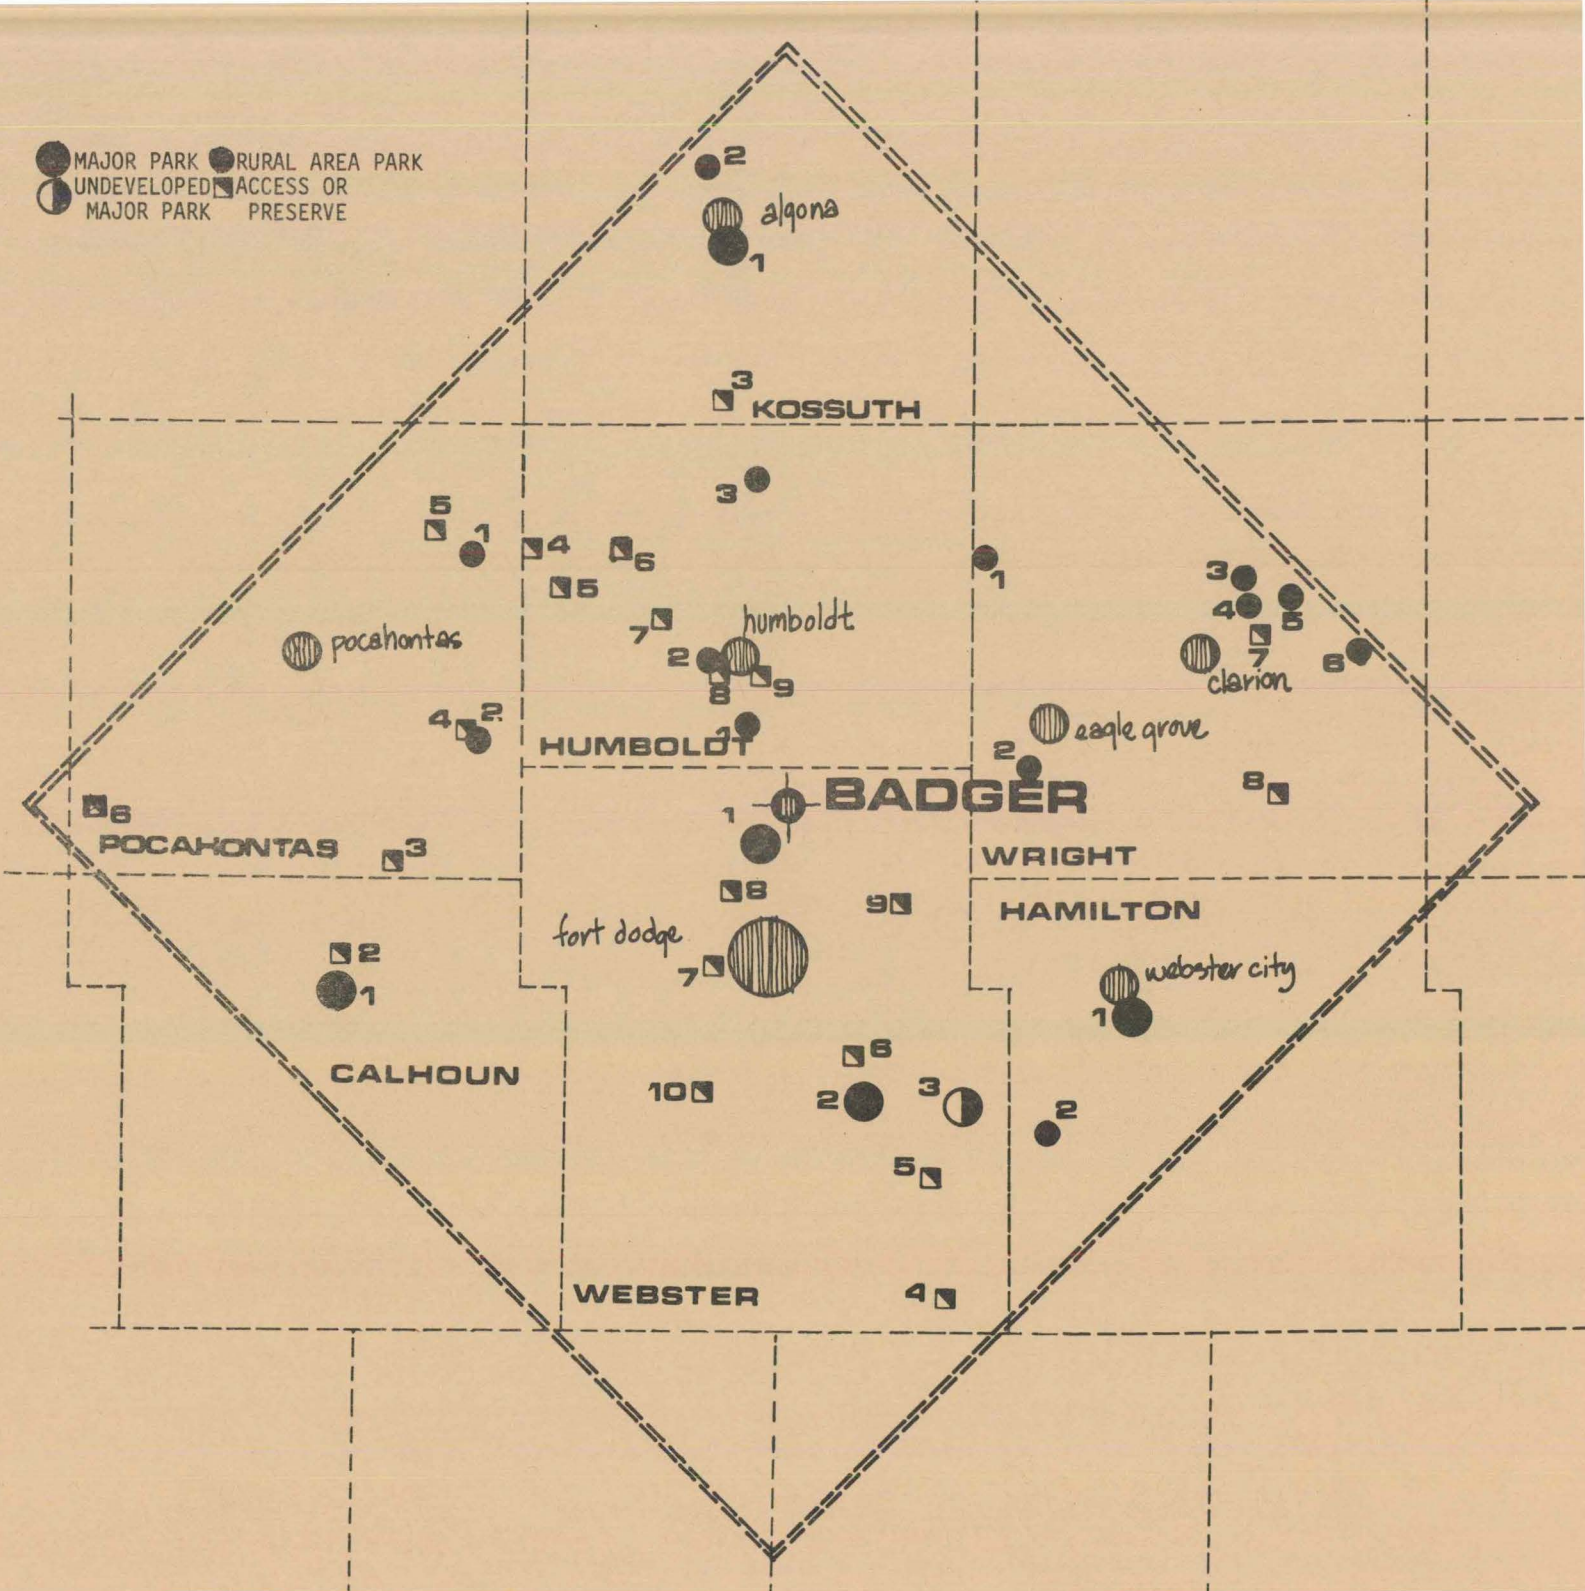 MAJOR PARK RURAL AREA PARK
UNDEVELOPED ACCESS OR
MAJOR PARK PRESERVE
2
algona
1
3
KOSSUTH
3
5
1
4
6
5
1
3
4
5
7
6
humboldt
7
pocahontas
2
8
9
clarion
4 2
1
HUMBOLDT
eagle grove
2
8
1
BADGER
6
POCAHONTAS
3
WRIGHT
8
9
HAMILTON
fort dodge
7
2
1
webster city
1
6
CALHOUN
10
2
3
2
5
WEBSTER
4